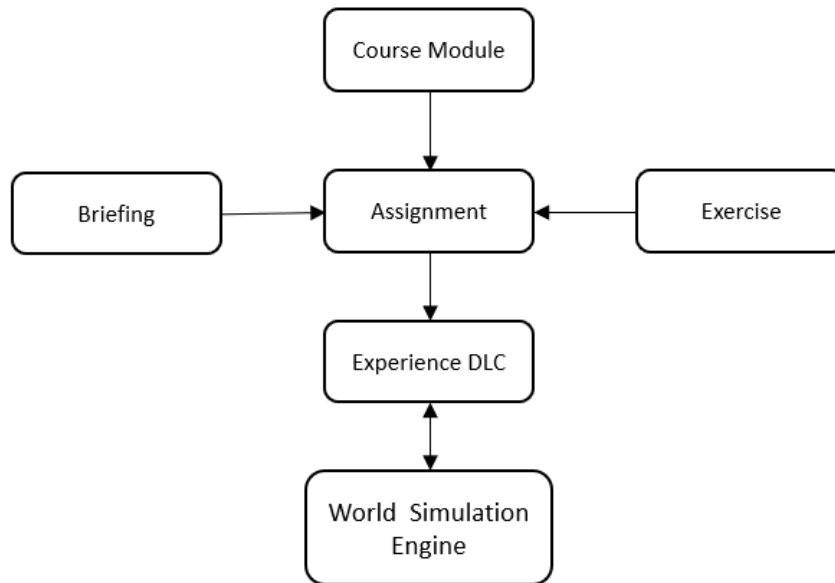 Course Module
Briefing
Assignment
Exercise
Experience DLC
World  Simulation
Engine